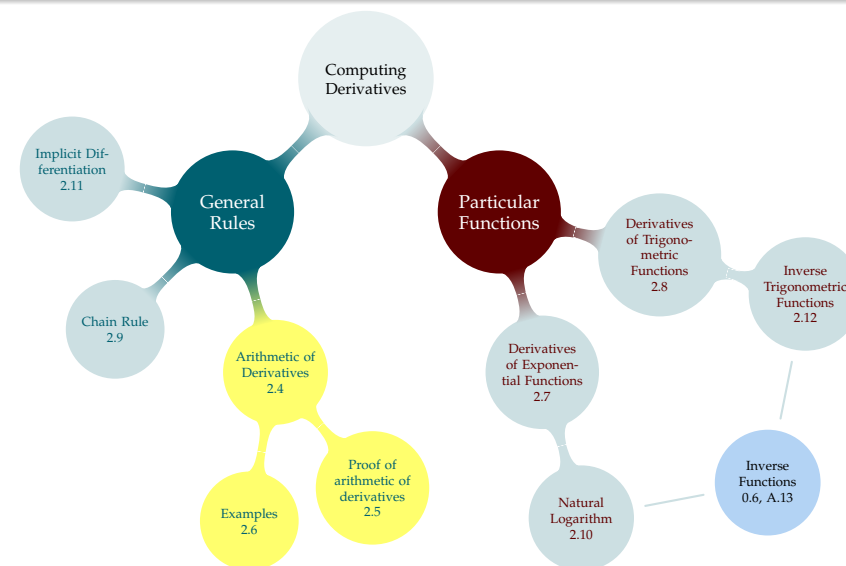 Computing
Derivatives
Implicit Dif-
ferentiation
2.11
General
Rules
Particular
Functions
Derivatives
of Trigono-
metric
Functions
2.8
Inverse
Trigonometric
Functions
2.12
Chain Rule
2.9
Arithmetic of
Derivatives
2.4
Derivatives
of Exponen-
tial Functions
2.7
Proof of
arithmetic of
derivatives
2.5
Examples
2.6
Natural
Logarithm
2.10
Inverse
Functions
0.6, A.13